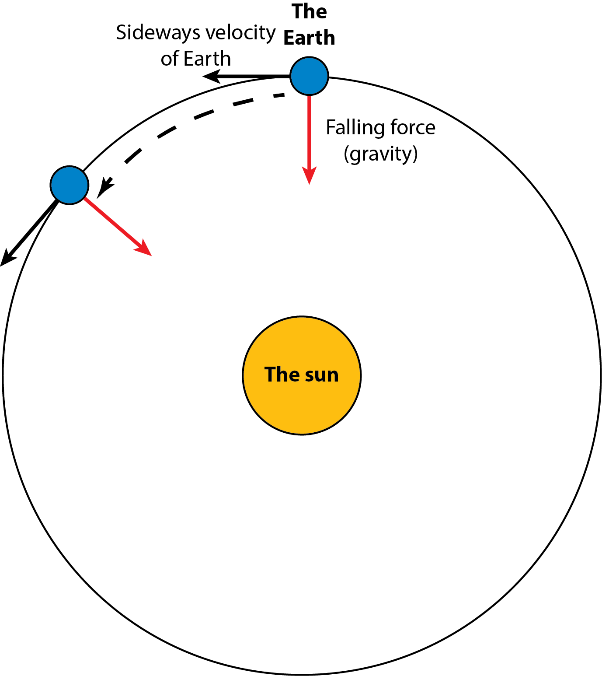 The
Earth
Sideways velocity
of Earth
Falling force
(gravity)
The sun